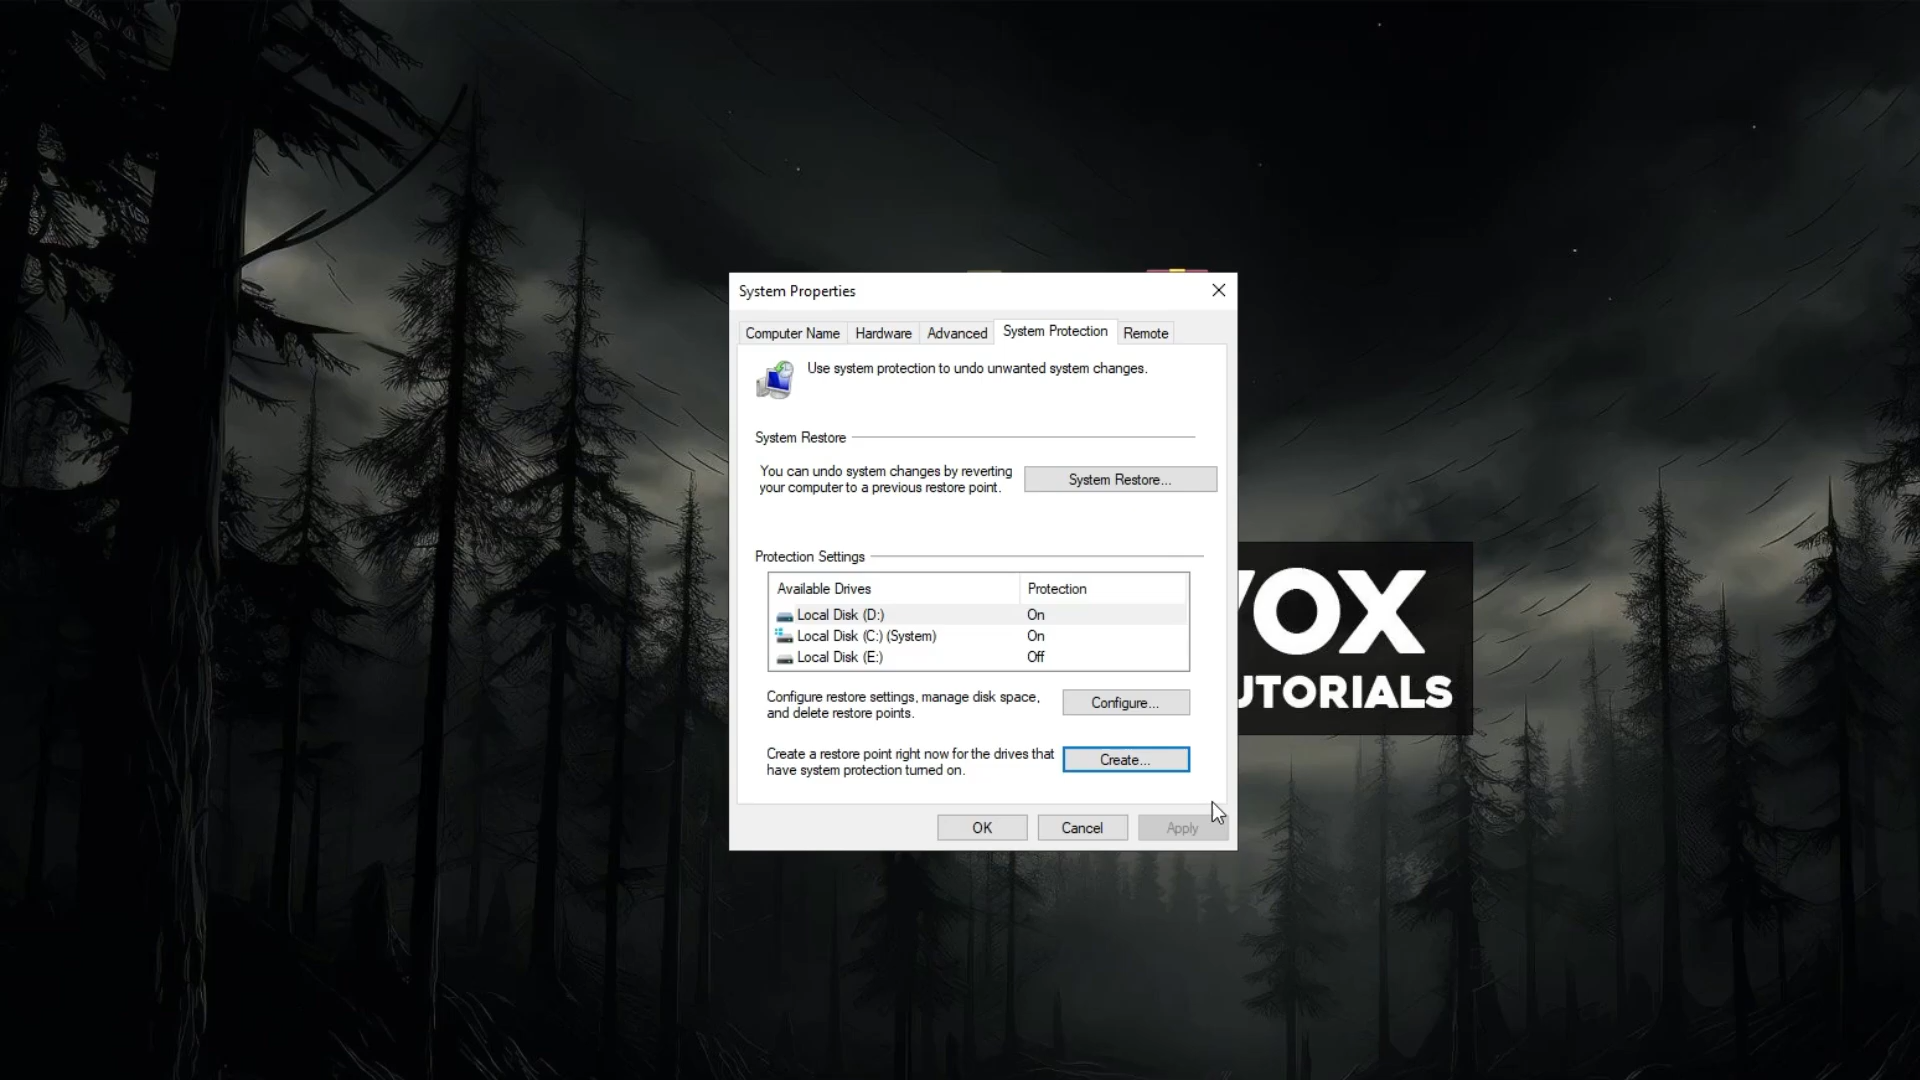 System Properties
Computer Name Hardware Advanced System Protection Remote
Use system protection to undo unwanted system changes.
System Restore
You can undo system changes by reverting
your computer to a previous restore point.
System Restore...
Protection Settings
Available Drives Protection
Local Disk (D:) On
Local Disk (C:) (System) On
Local Disk (E:) Off
Configure restore settings, manage disk space,
and delete restore points.
Configure...
Create a restore point right now for the drives that
have system protection turned on.
Create...
OK Cancel Apply
VOX
UTORIALS